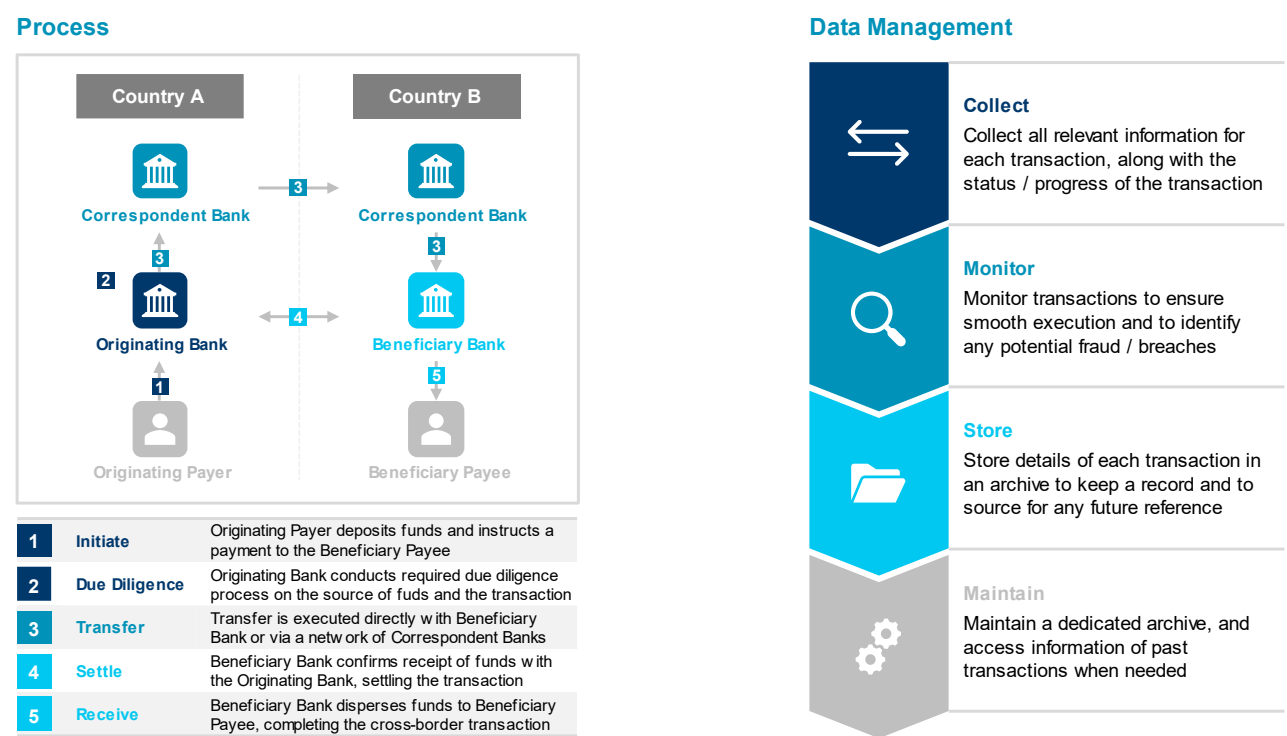 Process
Country A
Country B
Correspondent Bank
3
Correspondent Bank
3
3
2
Originating Bank
4
Beneficiary Bank
1
5
Originating Payer
Beneficiary Payee
1
Initiate
Originating Payer deposits funds and instructs a
payment to the Beneficiary Payee
2
Due Diligence
Originating Bank conducts required due diligence
process on the source of fuds and the transaction
3
Transfer
Transfer is executed directly with Beneficiary
Bank or via a network of Correspondent Banks
4
Settle
Beneficiary Bank confirms receipt of funds with
the Originating Bank, settling the transaction
5
Receive
Beneficiary Bank disperses funds to Beneficiary
Payee, completing the cross-border transaction
Data Management
Collect
Collect all relevant information for
each transaction, along with the
status / progress of the transaction
Monitor
Monitor transactions to ensure
smooth execution and to identify
any potential fraud / breaches
Store
Store details of each transaction in
an archive to keep a record and to
source for any future reference
Maintain
Maintain a dedicated archive, and
access information of past
transactions when needed